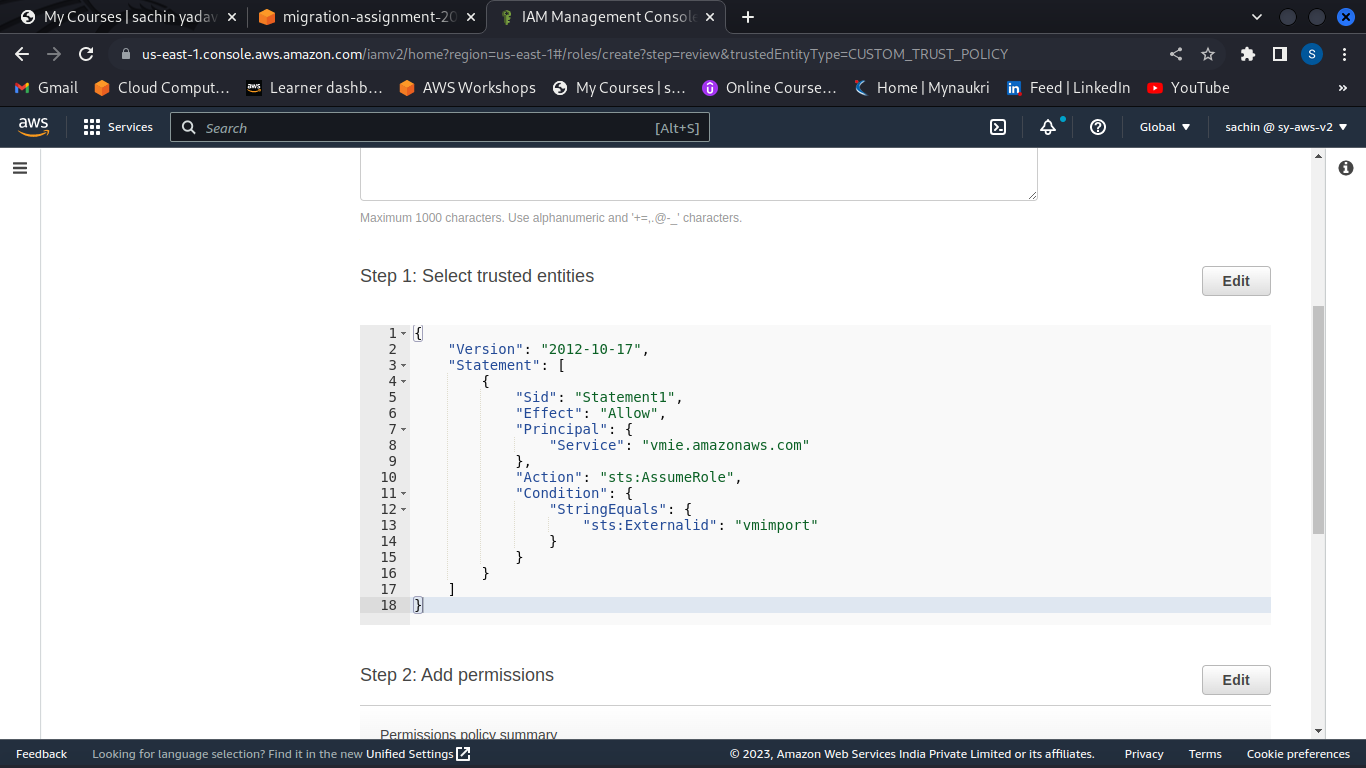 My Courses | sachin yadav
migration-assignment-20
IAM Management Console
us-east-1.console.aws.amazon.com/iamv2/home?region=us-east-1#/roles/create?step=review&trustedEntityType=CUSTOM_TRUST_POLICY
S
Gmail
Cloud Comput…
aws
Learner dashb…
AWS Workshops
My Courses | s…
Online Course…
Home | Mynaukri
Feed | LinkedIn
YouTube
»
aws
Services
Search
[Alt+S]
Global
sachin @ sy-aws-v2
Maximum 1000 characters. Use alphanumeric and '+=,.@-_' characters.
Step 1: Select trusted entities
Edit
1 {
2 "Version": "2012-10-17",
3 "Statement": [
4 {
5 "Sid": "Statement1",
6 "Effect": "Allow",
7 "Principal": {
8 "Service": "vmie.amazonaws.com"
9 },
10 "Action": "sts:AssumeRole",
11 "Condition": {
12 "StringEquals": {
13 "sts:Externalid": "vmimport"
14 }
15 }
16 }
17 ]
18 }
Step 2: Add permissions
Edit
Permissions policy summary
Feedback
Looking for language selection? Find it in the new Unified Settings
© 2023, Amazon Web Services India Private Limited or its affiliates.
Privacy
Terms
Cookie preferences